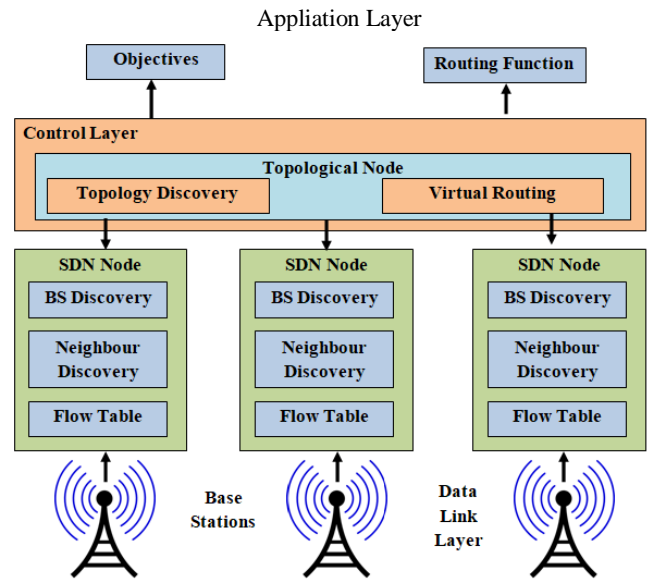 Appliation Layer
Objectives
Routing Function
Control Layer
Topological Node
Topology Discovery
Virtual Routing
SDN Node
BS Discovery
Neighbour
Discovery
Flow Table
SDN Node
BS Discovery
Neighbour
Discovery
Flow Table
SDN Node
BS Discovery
Neighbour
Discovery
Flow Table
Base
Stations
Data
Link
Layer